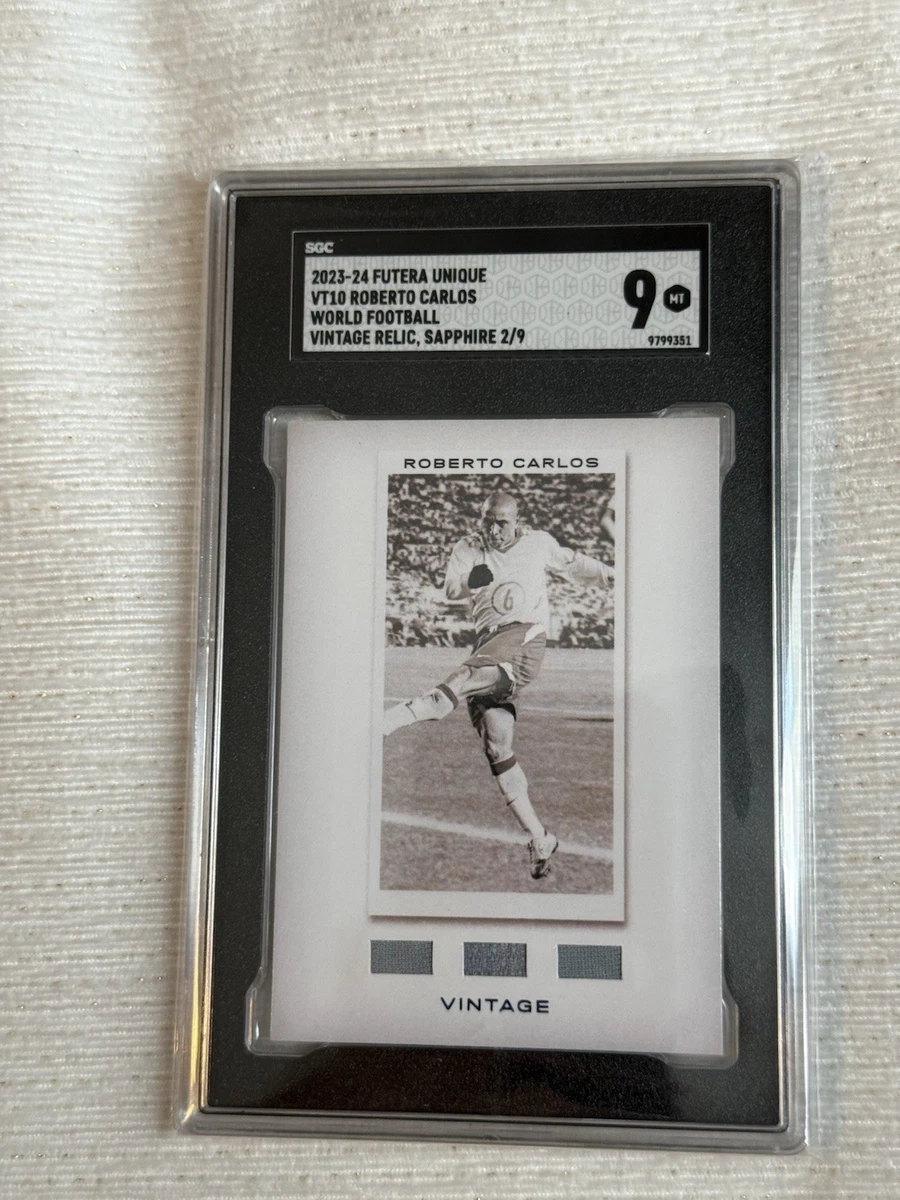 SGC
2023-24 FUTERA UNIQUE
VT10 ROBERTO CARLOS
WORLD FOOTBALL
VINTAGE RELIC, SAPPHIRE 2/9
9 MT
9799351
ROBERTO CARLOS
6
VINTAGE